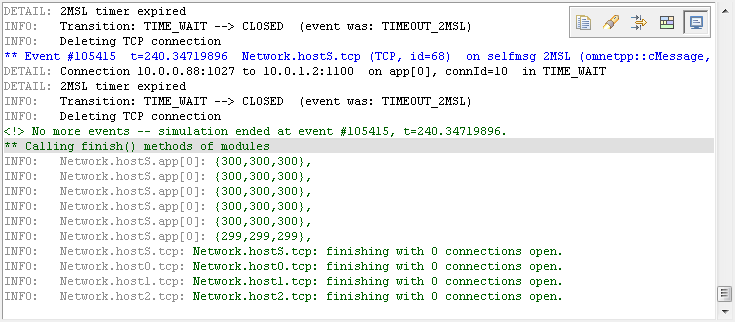 DETAIL: 2MSL timer expired
INFO:   Transition: TIME_WAIT --> CLOSED  (event was: TIMEOUT_2MSL)
INFO:   Deleting TCP connection
** Event #105415  t=240.34719896  Network.hostS.tcp (TCP, id=68)  on selfmsg 2MSL (omnetpp::cMessage,
DETAIL: Connection 10.0.0.88:1027 to 10.0.1.2:1100  on app[0], connId=10  in TIME_WAIT
DETAIL: 2MSL timer expired
INFO:   Transition: TIME_WAIT --> CLOSED  (event was: TIMEOUT_2MSL)
INFO:   Deleting TCP connection
<!> No more events -- simulation ended at event #105415, t=240.34719896.
** Calling finish() methods of modules
INFO:   Network.hostS.app[0]: {300,300,300},
INFO:   Network.hostS.app[0]: {300,300,300},
INFO:   Network.hostS.app[0]: {300,300,300},
INFO:   Network.hostS.app[0]: {300,300,300},
INFO:   Network.hostS.app[0]: {300,300,300},
INFO:   Network.hostS.app[0]: {299,299,299},
INFO:   Network.hostS.tcp: Network.hostS.tcp: finishing with 0 connections open.
INFO:   Network.host0.tcp: Network.host0.tcp: finishing with 0 connections open.
INFO:   Network.host1.tcp: Network.host1.tcp: finishing with 0 connections open.
INFO:   Network.host2.tcp: Network.host2.tcp: finishing with 0 connections open.